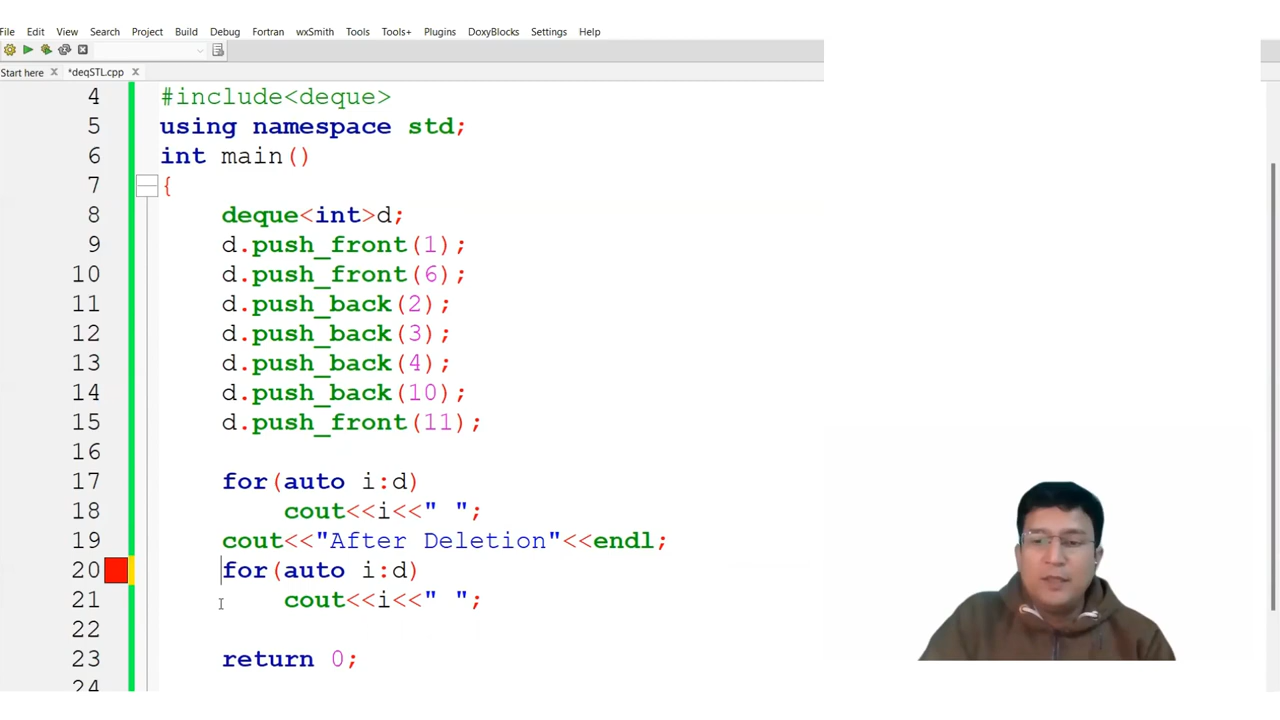 File Edit View Search Project Build Debug Fortran wxSmith Tools Tools+ Plugins DoxyBlocks Settings Help
Start here *deqSTL.cpp
4 #include<deque>
5 using namespace std;
6 int main()
7 {
8 deque<int>d;
9 d.push_front(1);
10 d.push_front(6);
11 d.push_back(2);
12 d.push_back(3);
13 d.push_back(4);
14 d.push_back(10);
15 d.push_front(11);
16
17 for(auto i:d)
18 cout<<i<<" ";
19 cout<<"After Deletion"<<endl;
20 for(auto i:d)
21 cout<<i<<" ";
22
23 return 0;
24